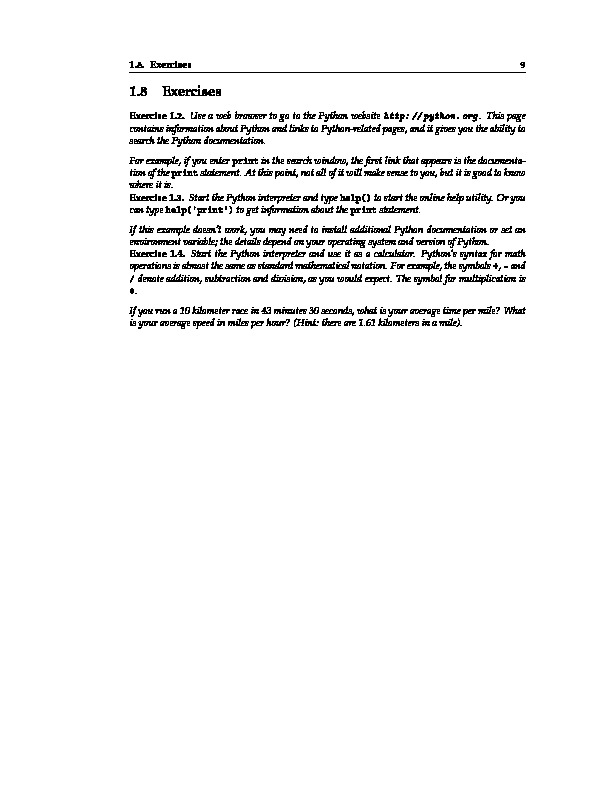 1.8. Exercises 9
1.8 Exercises
Exercise 1.2. Use a web browser to go to the Python website http://python.org. This page
contains information about Python and links to Python-related pages, and it gives you the ability to
search the Python documentation.
For example, if you enter print in the search window, the first link that appears is the documenta-
tion of the print statement. At this point, not all of it will make sense to you, but it is good to know
where it is.
Exercise 1.3. Start the Python interpreter and type help() to start the online help utility. Or you
can type help('print') to get information about the print statement.
If this example doesn't work, you may need to install additional Python documentation or set an
environment variable; the details depend on your operating system and version of Python.
Exercise 1.4. Start the Python interpreter and use it as a calculator. Python's syntax for math
operations is almost the same as standard mathematical notation. For example, the symbols +, - and
/ denote addition, subtraction and division, as you would expect. The symbol for multiplication is
*.
If you run a 10 kilometer race in 43 minutes 30 seconds, what is your average time per mile? What
is your average speed in miles per hour? (Hint: there are 1.61 kilometers in a mile).